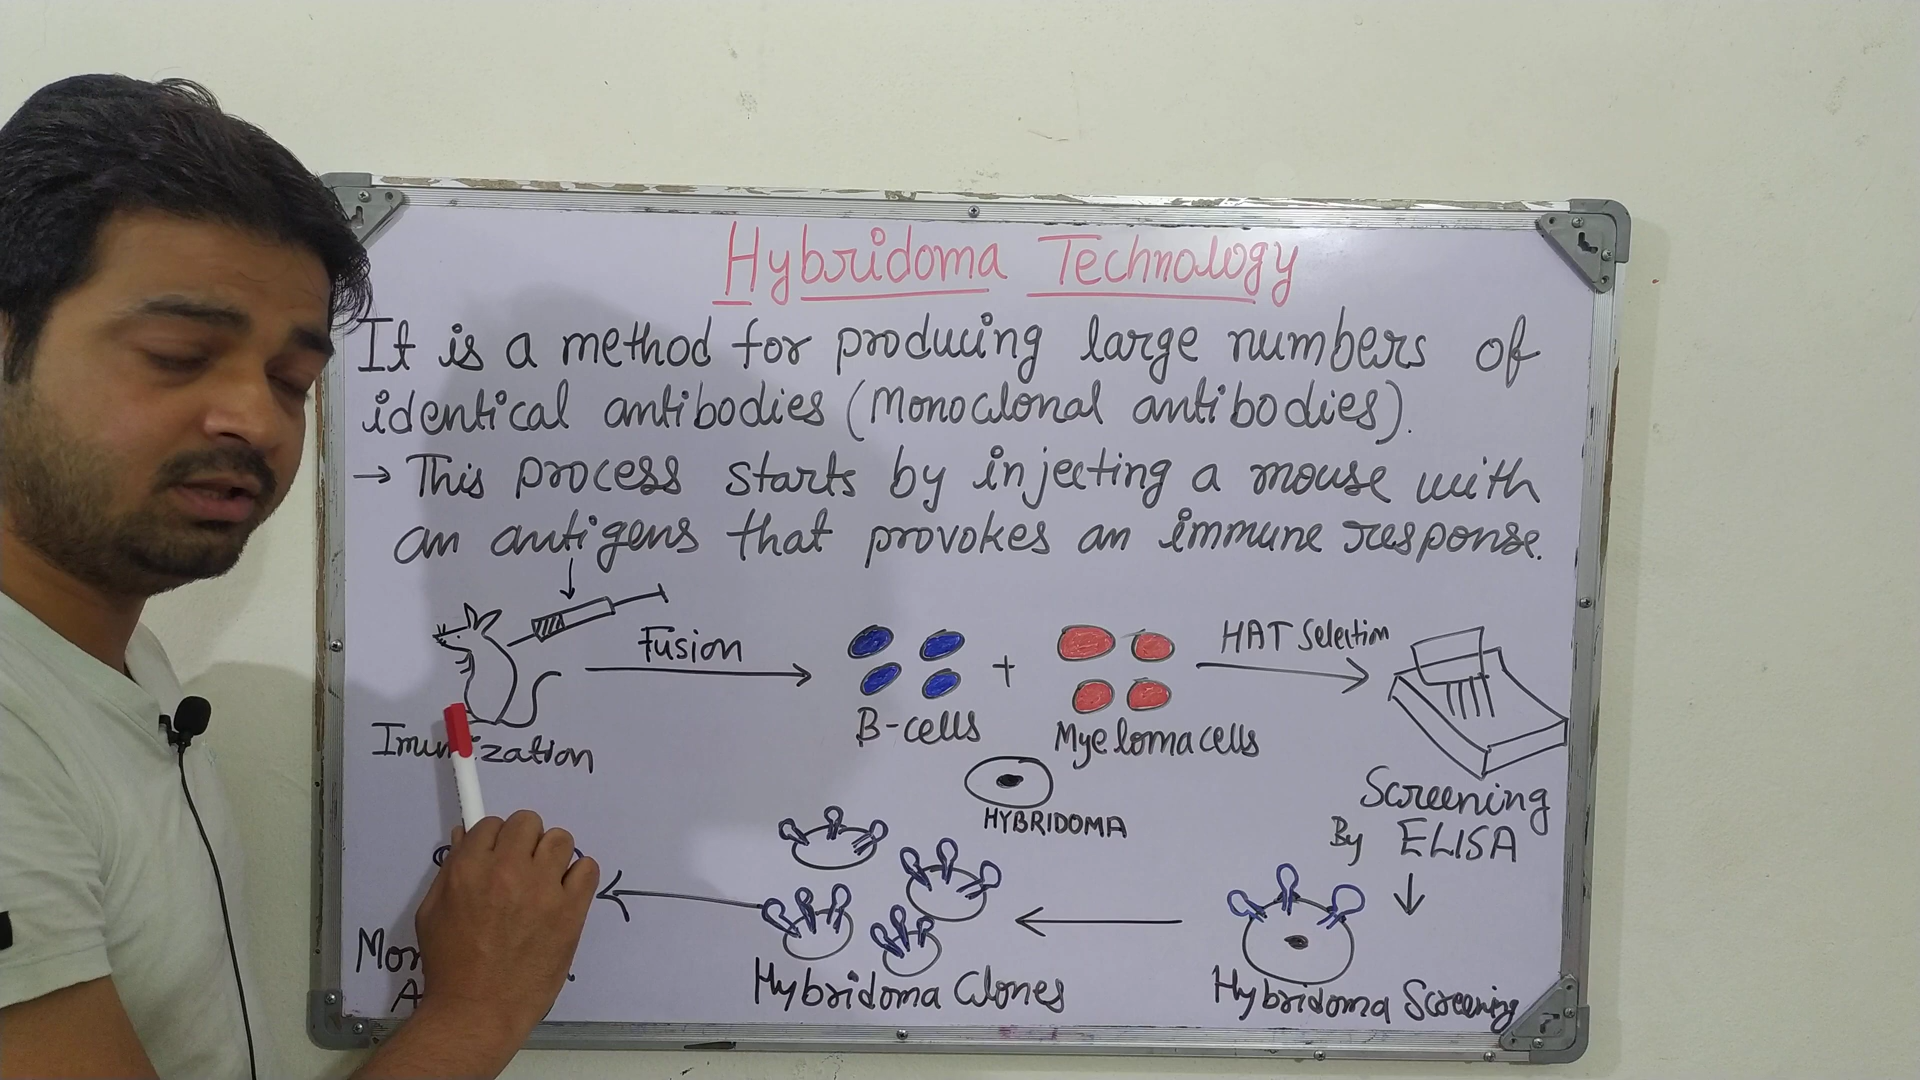 Hybridoma Technology
It is a method for producing large numbers of
identical antibodies (Monoclonal antibodies).
→ This process starts by injecting a mouse with
an antigens that provokes an immune response.
Fusion
HAT Selection
B-cells
+
Myeloma cells
HYBRIDOMA
Screening
By ELISA
Hybridoma Clones
Hybridoma Screening